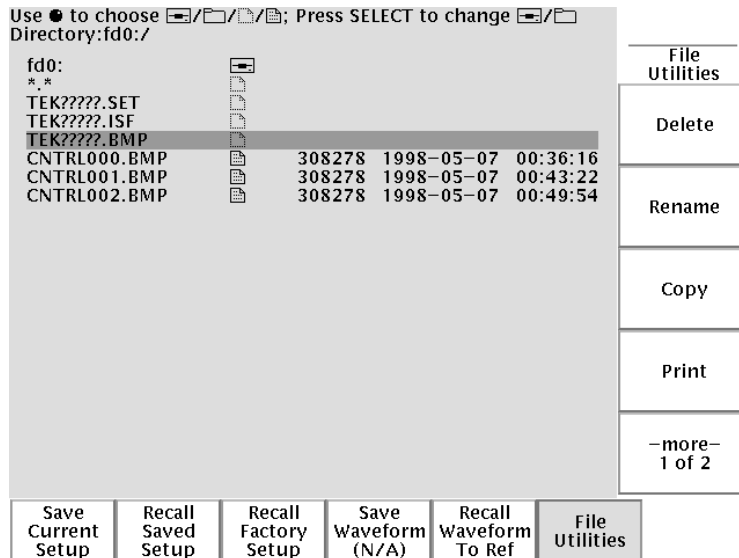 Use ● to choose / / / ; Press SELECT to change /
Directory:fd0:/
fd0:
*.*
TEK?????.SET
TEK?????.ISF
TEK?????.BMP
CNTRL000.BMP 308278 1998-05-07 00:36:16
CNTRL001.BMP 308278 1998-05-07 00:43:22
CNTRL002.BMP 308278 1998-05-07 00:49:54
File
Utilities
Delete
Rename
Copy
Print
-more-
1 of 2
Save
Current
Setup
Recall
Saved
Setup
Recall
Factory
Setup
Save
Waveform
(N/A)
Recall
Waveform
To Ref
File
Utilities